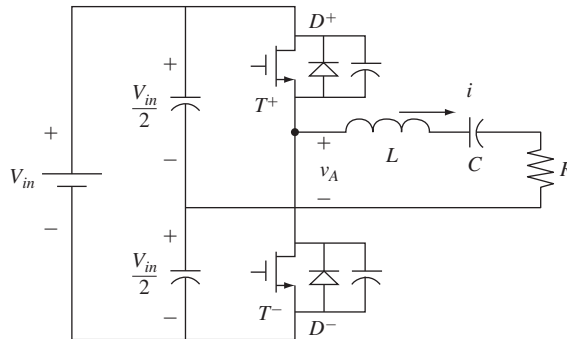 D⁺
+
V_in/2
T⁺
−
i
+
v_A
−
L
C
R
+
V_in
−
+
V_in/2
−
T⁻
D⁻